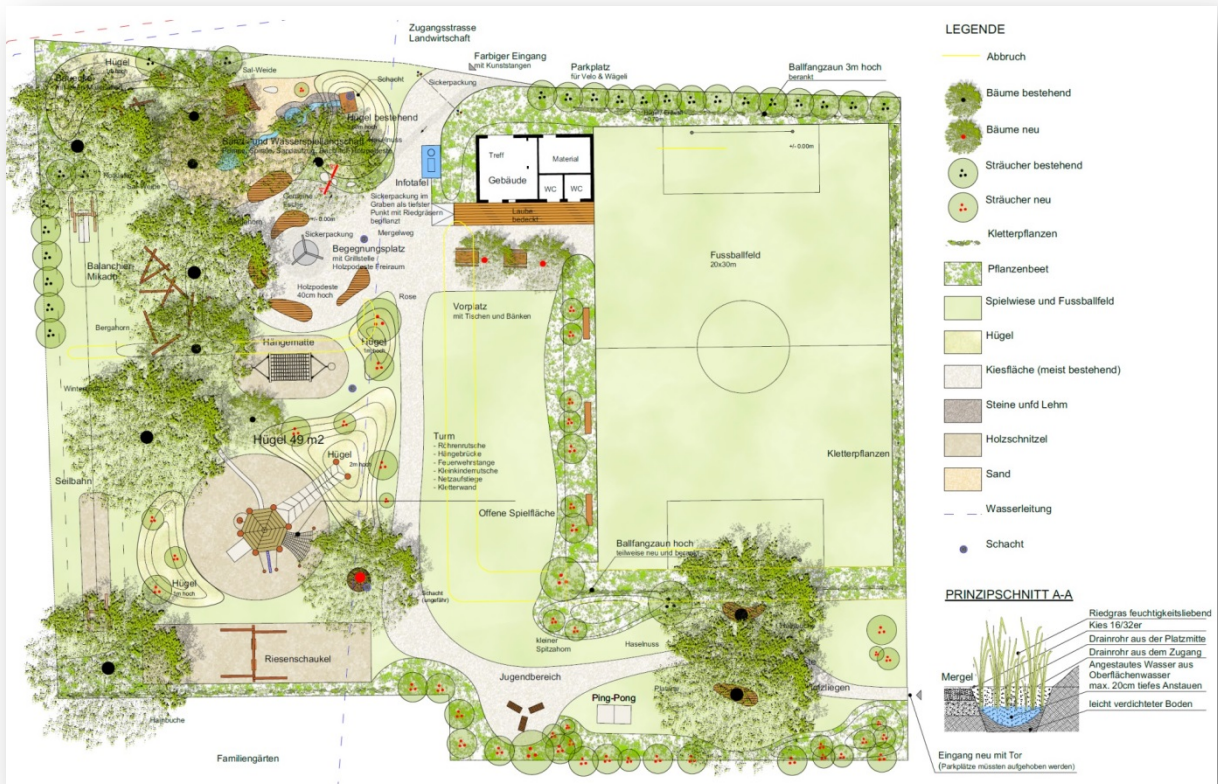 Zugangsstrasse
Landwirtschaft
Farbiger Eingang
mit Kunststangen
Parkplatz
für Velo & Wägeli
Ballfangzaun 3m hoch
berankt
Hügel
Sal-Weide
Schacht
Sickerpackung
Hügel bestehend
+/- 0.00m
Treff
Material
Gebäude
WC
WC
Laube
bedeckt
Infotafel
Sickerpackung im
Graben als tiefster
Punkt mit Riedgräsern
bepflanzt
Mergelweg
+/- 0.00m
Sickerpackung
Begegnungsplatz
mit Grillstelle /
Holzpodeste Freiraum
Holzpodeste
40cm hoch
Rose
Balanchier-
Mikado
Bergahorn
Hängematte
Hügel
Vorplatz
mit Tischen und Bänken
Fussballfeld
20x30m
Hügel 49 m2
Hügel
2m hoch
Seilbahn
Turm
- Röhrenrutsche
- Hängebrücke
- Feuerwehrstange
- Kleinkinderrutsche
- Netzaufstiege
- Kletterwand
Kletterpflanzen
Offene Spielfläche
Ballfangzaun hoch
teilweise neu und berankt
Hügel
1m hoch
Schacht
(ungefähr)
Riesenschaukel
kleiner
Spitzahorn
Haselnuss
Hainbuche
Jugendbereich
Ping-Pong
Hainbuche
Familiengärten
Eingang neu mit Tor
(Parkplätze müssten aufgehoben werden)
LEGENDE
Abbruch
Bäume bestehend
Bäume neu
Sträucher bestehend
Sträucher neu
Kletterpflanzen
Pflanzenbeet
Spielwiese und Fussballfeld
Hügel
Kiesfläche (meist bestehend)
Steine unfd Lehm
Holzschnitzel
Sand
Wasserleitung
Schacht
PRINZIPSCHNITT A-A
Riedgras feuchtigkeitsliebend
Kies 16/32er
Drainrohr aus der Platzmitte
Drainrohr aus dem Zugang
Angestautes Wasser aus
Oberflächenwasser
max. 20cm tiefes Anstauen
Mergel
leicht verdichteter Boden